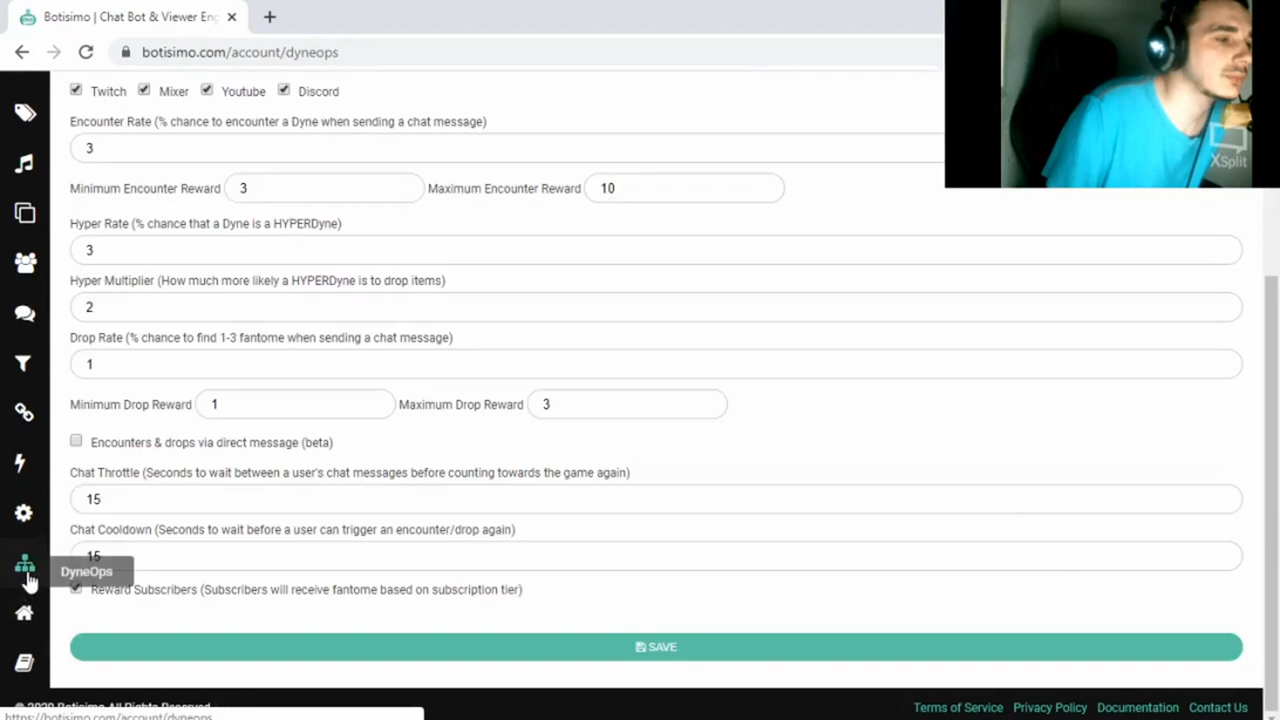 Botisimo | Chat Bot & Viewer Eng
botisimo.com/account/dyneops
Twitch Mixer Youtube Discord
Encounter Rate (% chance to encounter a Dyne when sending a chat message)
3
Minimum Encounter Reward 3 Maximum Encounter Reward 10
Hyper Rate (% chance that a Dyne is a HYPERDyne)
3
Hyper Multiplier (How much more likely a HYPERDyne is to drop items)
2
Drop Rate (% chance to find 1-3 fantome when sending a chat message)
1
Minimum Drop Reward 1 Maximum Drop Reward 3
Encounters & drops via direct message (beta)
Chat Throttle (Seconds to wait between a user's chat messages before counting towards the game again)
15
Chat Cooldown (Seconds to wait before a user can trigger an encounter/drop again)
15
DyneOps
Reward Subscribers (Subscribers will receive fantome based on subscription tier)
SAVE
© 2020 Botisimo. All Rights Reserved
Terms of Service Privacy Policy Documentation Contact Us
https://botisimo.com/account/dyneops
XSplit